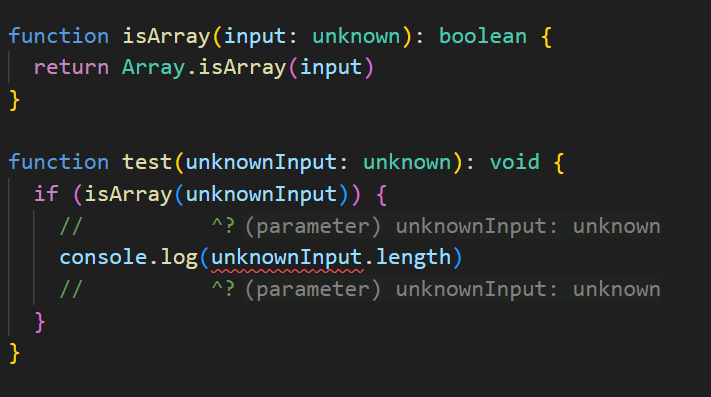 function isArray(input: unknown): boolean {
  return Array.isArray(input)
}

function test(unknownInput: unknown): void {
  if (isArray(unknownInput)) {
    //          ^? (parameter) unknownInput: unknown
    console.log(unknownInput.length)
    //          ^? (parameter) unknownInput: unknown
  }
}